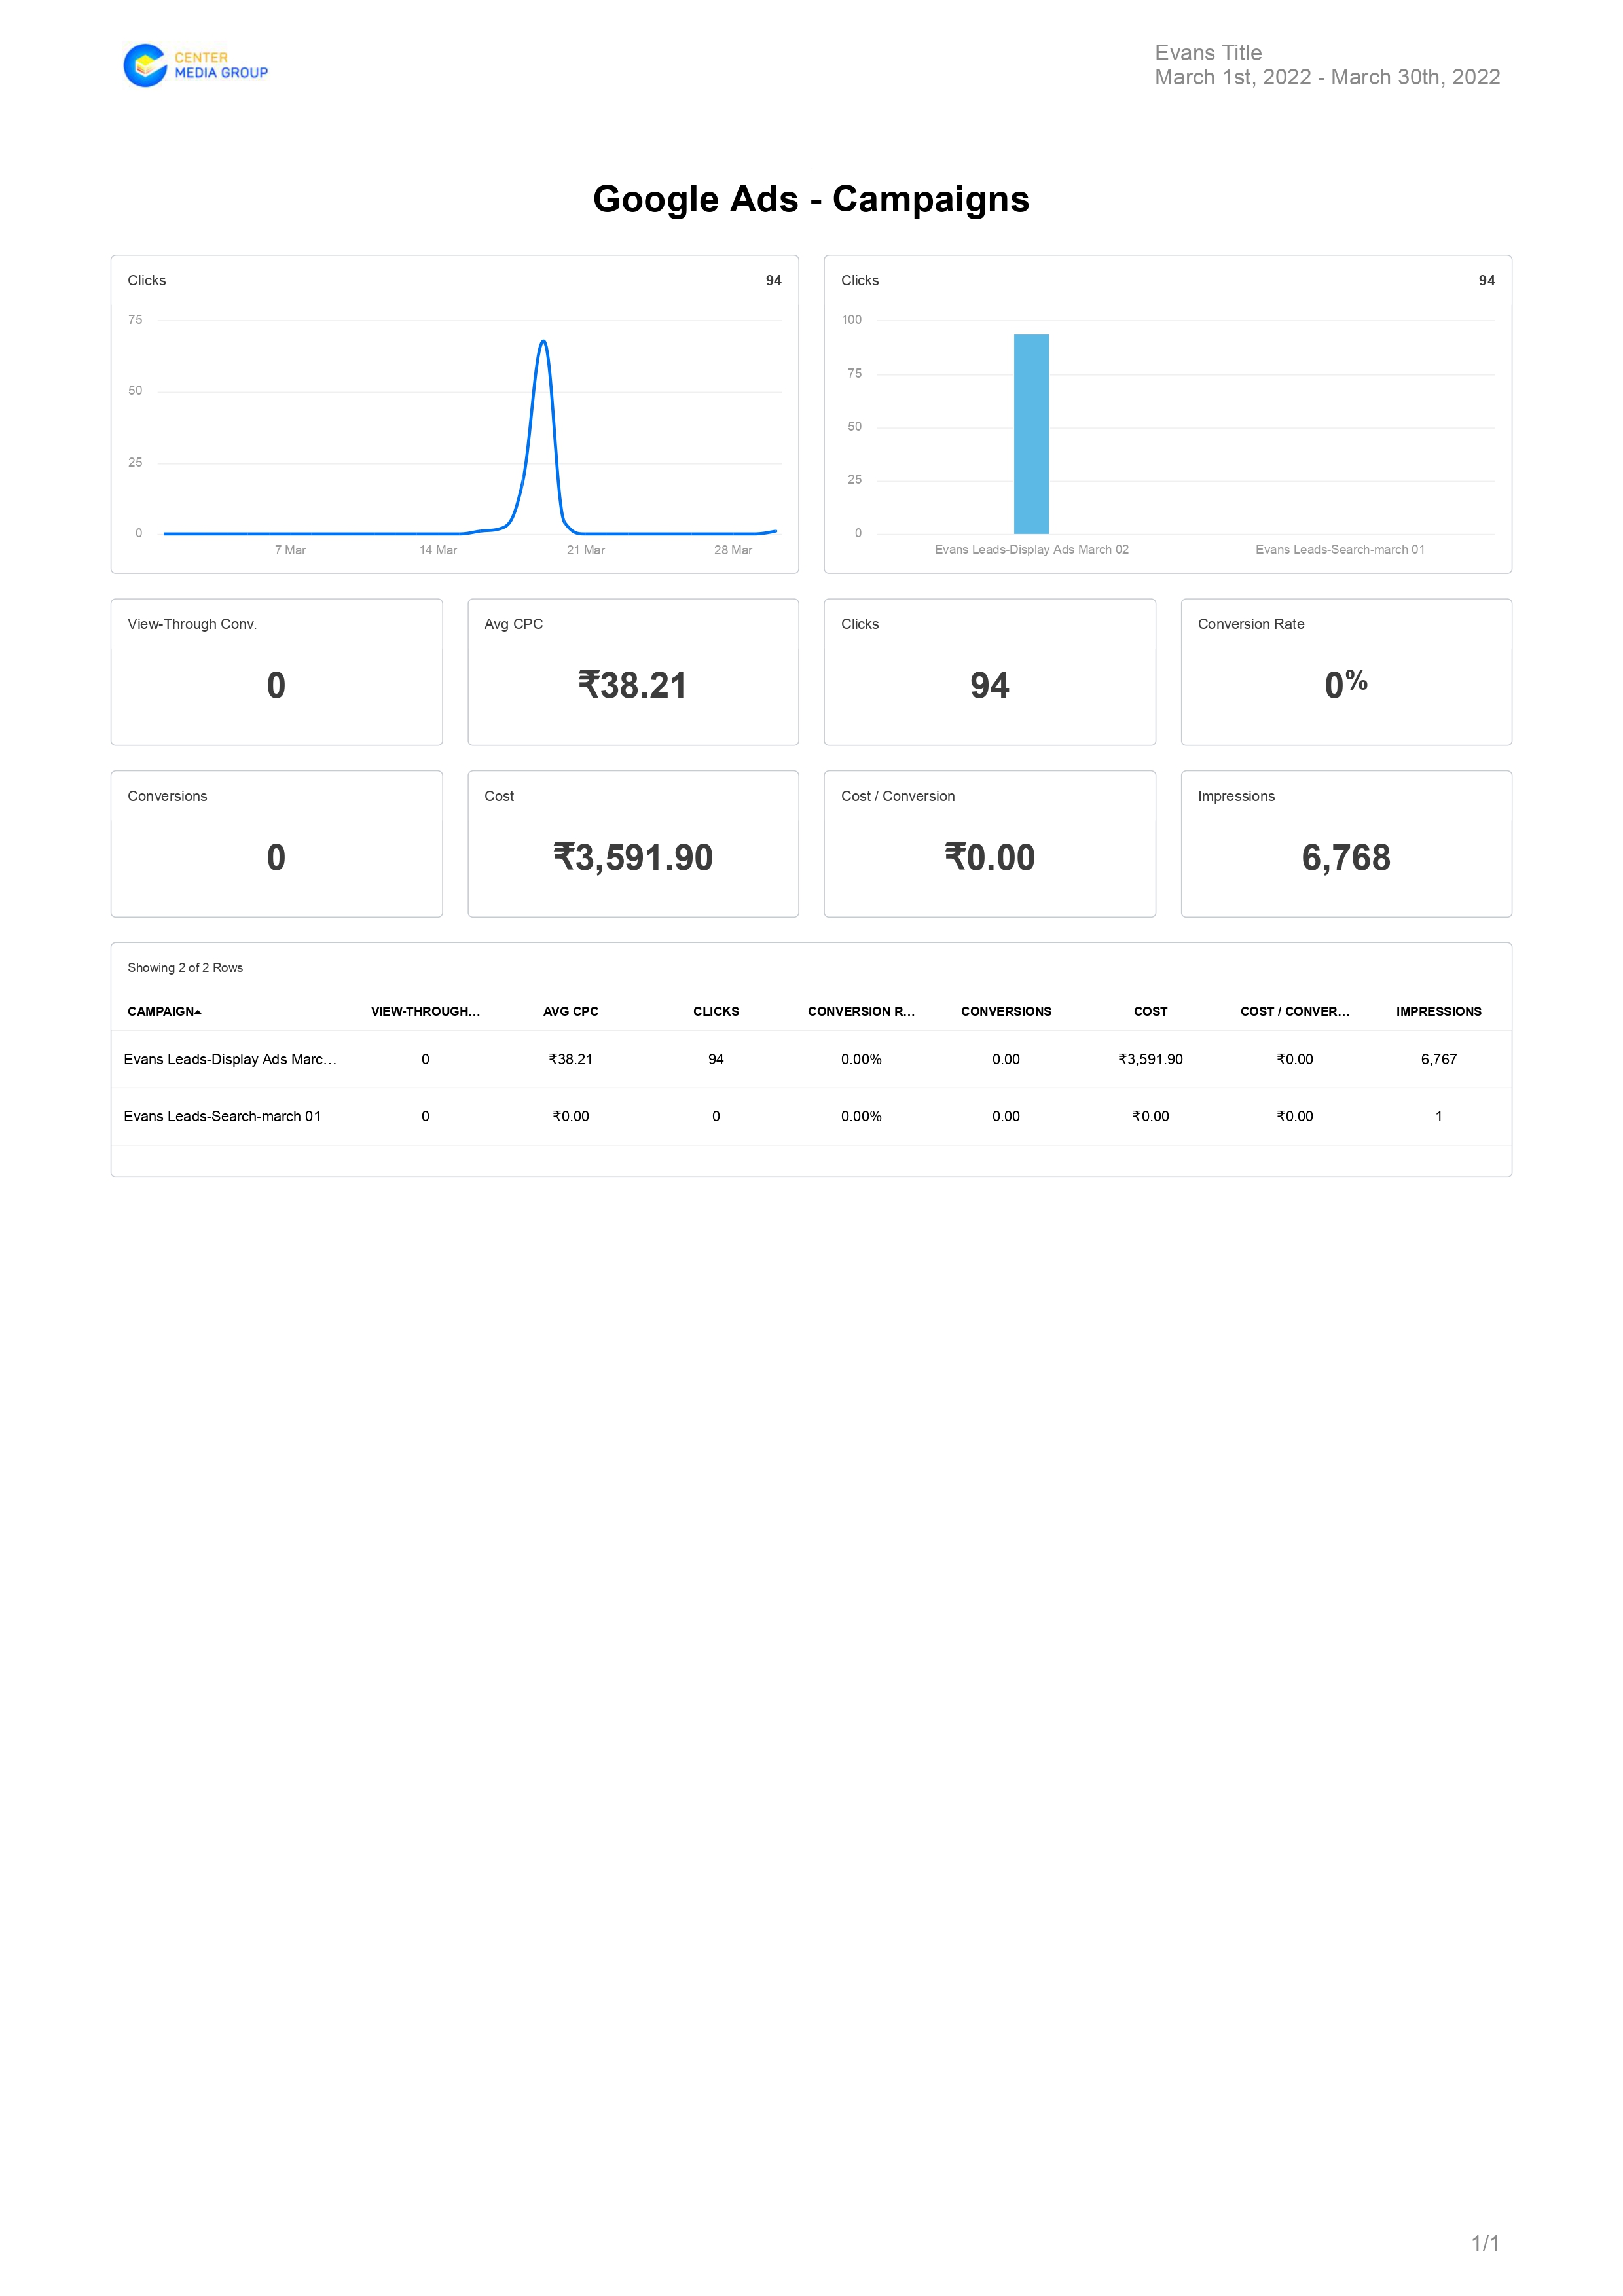 CENTER
MEDIA GROUP
Evans Title
March 1st, 2022 - March 30th, 2022
Google Ads - Campaigns
Clicks 94
75
50
25
0
7 Mar 14 Mar 21 Mar 28 Mar
Clicks 94
100
75
50
25
0
Evans Leads-Display Ads March 02 Evans Leads-Search-march 01
View-Through Conv.
0
Avg CPC
₹38.21
Clicks
94
Conversion Rate
0%
Conversions
0
Cost
₹3,591.90
Cost / Conversion
₹0.00
Impressions
6,768
Showing 2 of 2 Rows
CAMPAIGN VIEW-THROUGH... AVG CPC CLICKS CONVERSION R... CONVERSIONS COST COST / CONVER... IMPRESSIONS
Evans Leads-Display Ads Marc... 0 ₹38.21 94 0.00% 0.00 ₹3,591.90 ₹0.00 6,767
Evans Leads-Search-march 01 0 ₹0.00 0 0.00% 0.00 ₹0.00 ₹0.00 1
1/1